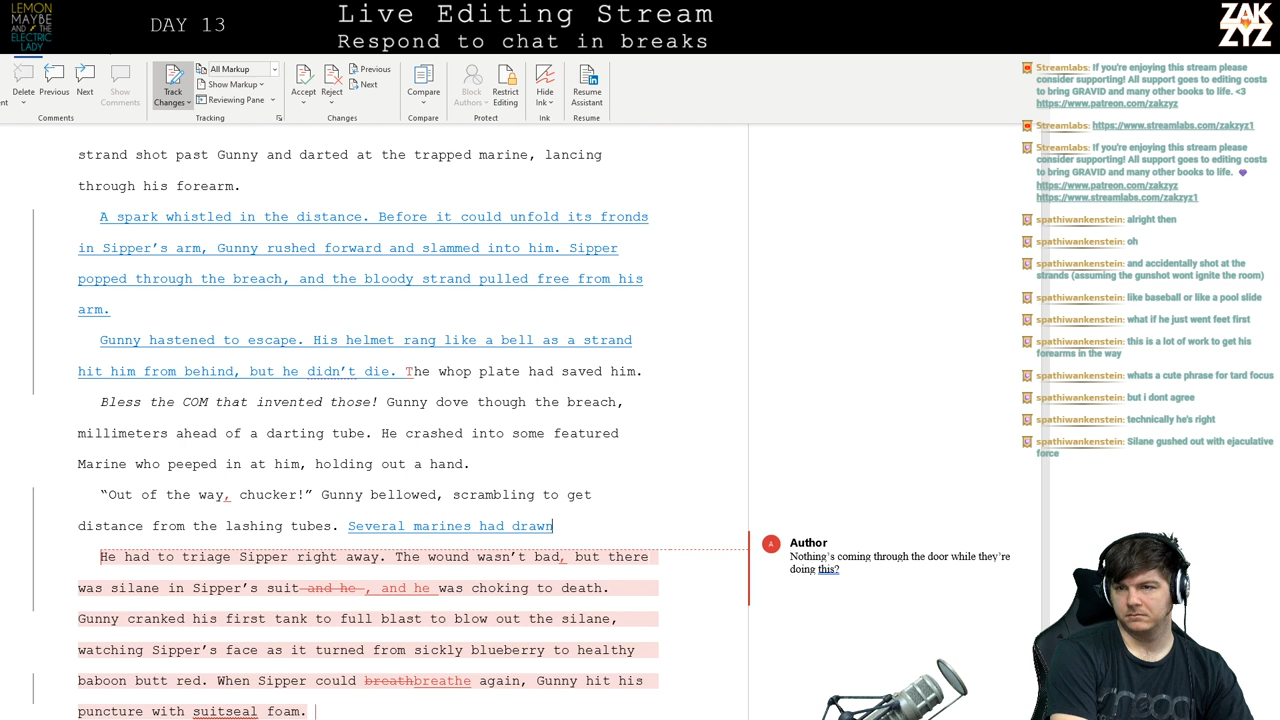 LEMON
MAYBE
AND THE
ELECTRIC
LADY
DAY 13
Live Editing Stream
Respond to chat in breaks
ZAK
ZYZ
Delete
Previous
Next
Show
Comments
Comments
Track
Changes
All Markup
Show Markup
Reviewing Pane
Tracking
Accept
Reject
Previous
Next
Changes
Compare
Compare
Block
Authors
Restrict
Editing
Protect
Hide
Ink
Ink
Resume
Assistant
Resume
strand shot past Gunny and darted at the trapped marine, lancing
through his forearm.
A spark whistled in the distance. Before it could unfold its fronds
in Sipper’s arm, Gunny rushed forward and slammed into him. Sipper
popped through the breach, and the bloody strand pulled free from his
arm.
Gunny hastened to escape. His helmet rang like a bell as a strand
hit him from behind, but he didn’t die. The whop plate had saved him.
Bless the COM that invented those! Gunny dove though the breach,
millimeters ahead of a darting tube. He crashed into some featured
Marine who peeped in at him, holding out a hand.
“Out of the way, chucker!” Gunny bellowed, scrambling to get
distance from the lashing tubes. Several marines had drawn
He had to triage Sipper right away. The wound wasn’t bad, but there
was silane in Sipper’s suit and he , and he was choking to death.
Gunny cranked his first tank to full blast to blow out the silane,
watching Sipper’s face as it turned from sickly blueberry to healthy
baboon butt red. When Sipper could breathbreathe again, Gunny hit his
puncture with suitseal foam.
A
Author
Nothing’s coming through the door while they’re
doing this?
Streamlabs: If you're enjoying this stream please
consider supporting! All support goes to editing costs
to bring GRAVID and many other books to life. <3
https://www.patreon.com/zakzyz
Streamlabs: https://www.streamlabs.com/zakzyz1
Streamlabs: If you're enjoying this stream please
consider supporting! All support goes to editing costs
to bring GRAVID and many other books to life. 💜
https://www.patreon.com/zakzyz
https://www.streamlabs.com/zakzyz1
spathiwankenstein: alright then
spathiwankenstein: oh
spathiwankenstein: and accidentally shot at the
strands (assuming the gunshot wont ignite the room)
spathiwankenstein: like baseball or like a pool slide
spathiwankenstein: what if he just went feet first
spathiwankenstein: this is a lot of work to get his
forearms in the way
spathiwankenstein: whats a cute phrase for tard focus
spathiwankenstein: but i dont agree
spathiwankenstein: technically he's right
spathiwankenstein: Silane gushed out with ejaculative
force